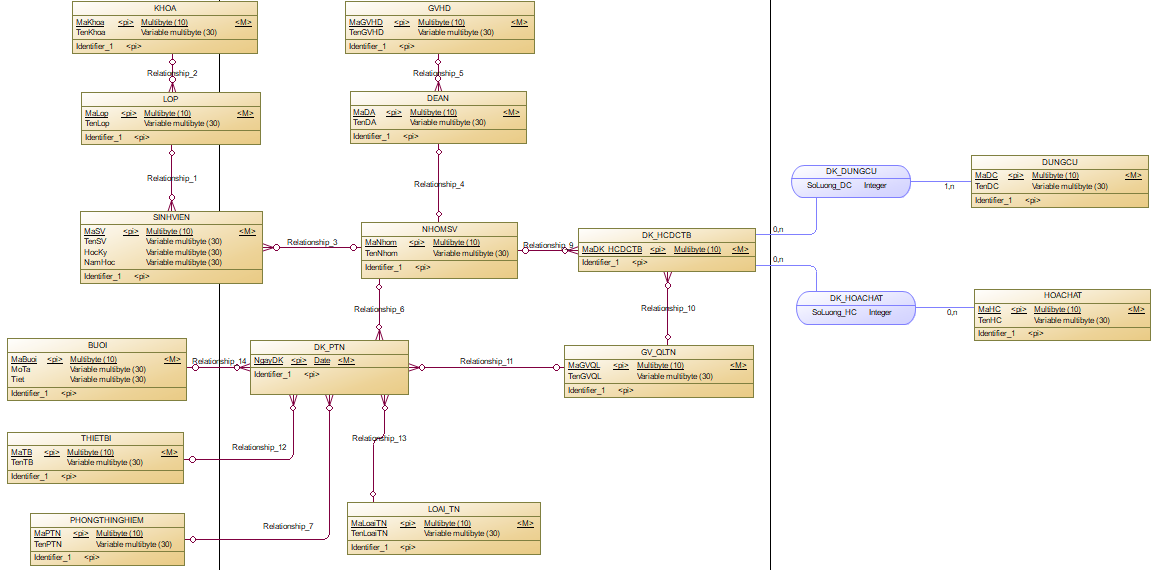 KHOA
MaKhoa <pi> Multibyte (10) <M>
TenKhoa Variable multibyte (30)
Identifier_1 <pi>
GVHD
MaGVHD <pi> Multibyte (10) <M>
TenGVHD Variable multibyte (30)
Identifier_1 <pi>
Relationship_2
Relationship_5
LOP
MaLop <pi> Multibyte (10) <M>
TenLop Variable multibyte (30)
Identifier_1 <pi>
DEAN
MaDA <pi> Multibyte (10) <M>
TenDA Variable multibyte (30)
Identifier_1 <pi>
Relationship_1
Relationship_4
DK_DUNGCU
SoLuong_DC Integer
1,n
DUNGCU
MaDC <pi> Multibyte (10) <M>
TenDC Variable multibyte (30)
Identifier_1 <pi>
SINHVIEN
MaSV <pi> Multibyte (10) <M>
TenSV Variable multibyte (30)
HocKy Variable multibyte (30)
NamHoc Variable multibyte (30)
Identifier_1 <pi>
Relationship_3
NHOMSV
MaNhom <pi> Multibyte (10) <M>
TenNhom Variable multibyte (30)
Identifier_1 <pi>
Relationship_9
DK_HCDCTB
MaDK_HCDCTB <pi> Multibyte (10) <M>
Identifier_1 <pi>
0,n
0,n
DK_HOACHAT
SoLuong_HC Integer
0,n
HOACHAT
MaHC <pi> Multibyte (10) <M>
TenHC Variable multibyte (30)
Identifier_1 <pi>
Relationship_6
Relationship_10
BUOI
MaBuoi <pi> Multibyte (10) <M>
MoTa Variable multibyte (30)
Tiet Variable multibyte (30)
Identifier_1 <pi>
Relationship_14
DK_PTN
NgayDK <pi> Date <M>
Identifier_1 <pi>
Relationship_11
GV_QLTN
MaGVQL <pi> Multibyte (10) <M>
TenGVQL Variable multibyte (30)
Identifier_1 <pi>
THIETBI
MaTB <pi> Multibyte (10) <M>
TenTB Variable multibyte (30)
Identifier_1 <pi>
Relationship_12
Relationship_13
PHONGTHINGHIEM
MaPTN <pi> Multibyte (10) <M>
TenPTN Variable multibyte (30)
Identifier_1 <pi>
Relationship_7
LOAI_TN
MaLoaiTN <pi> Multibyte (10) <M>
TenLoaiTN Variable multibyte (30)
Identifier_1 <pi>